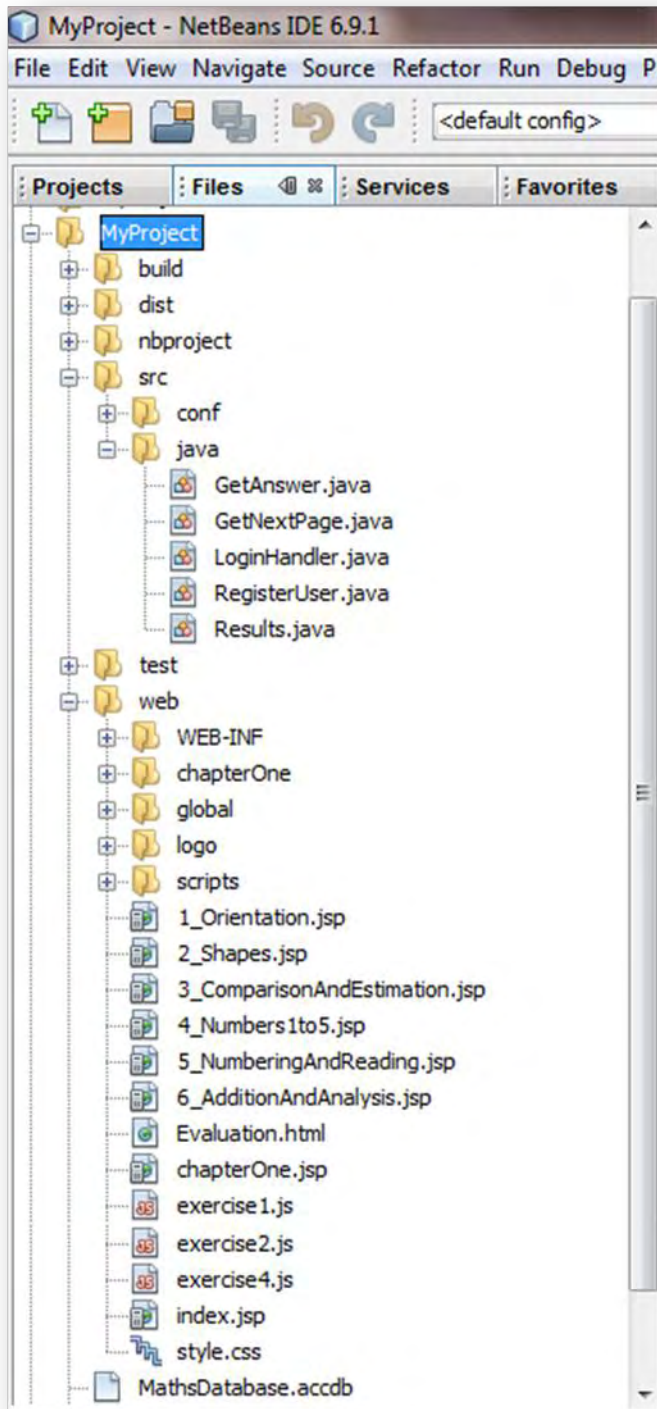 MyProject - NetBeans IDE 6.9.1
File Edit View Navigate Source Refactor Run Debug P
<default config>
Projects Files Services Favorites
MyProject
build
dist
nbproject
src
conf
java
GetAnswer.java
GetNextPage.java
LoginHandler.java
RegisterUser.java
Results.java
test
web
WEB-INF
chapterOne
global
logo
scripts
1_Orientation.jsp
2_Shapes.jsp
3_ComparisonAndEstimation.jsp
4_Numbers1to5.jsp
5_NumberingAndReading.jsp
6_AdditionAndAnalysis.jsp
Evaluation.html
chapterOne.jsp
exercise1.js
exercise2.js
exercise4.js
index.jsp
style.css
MathsDatabase.accdb